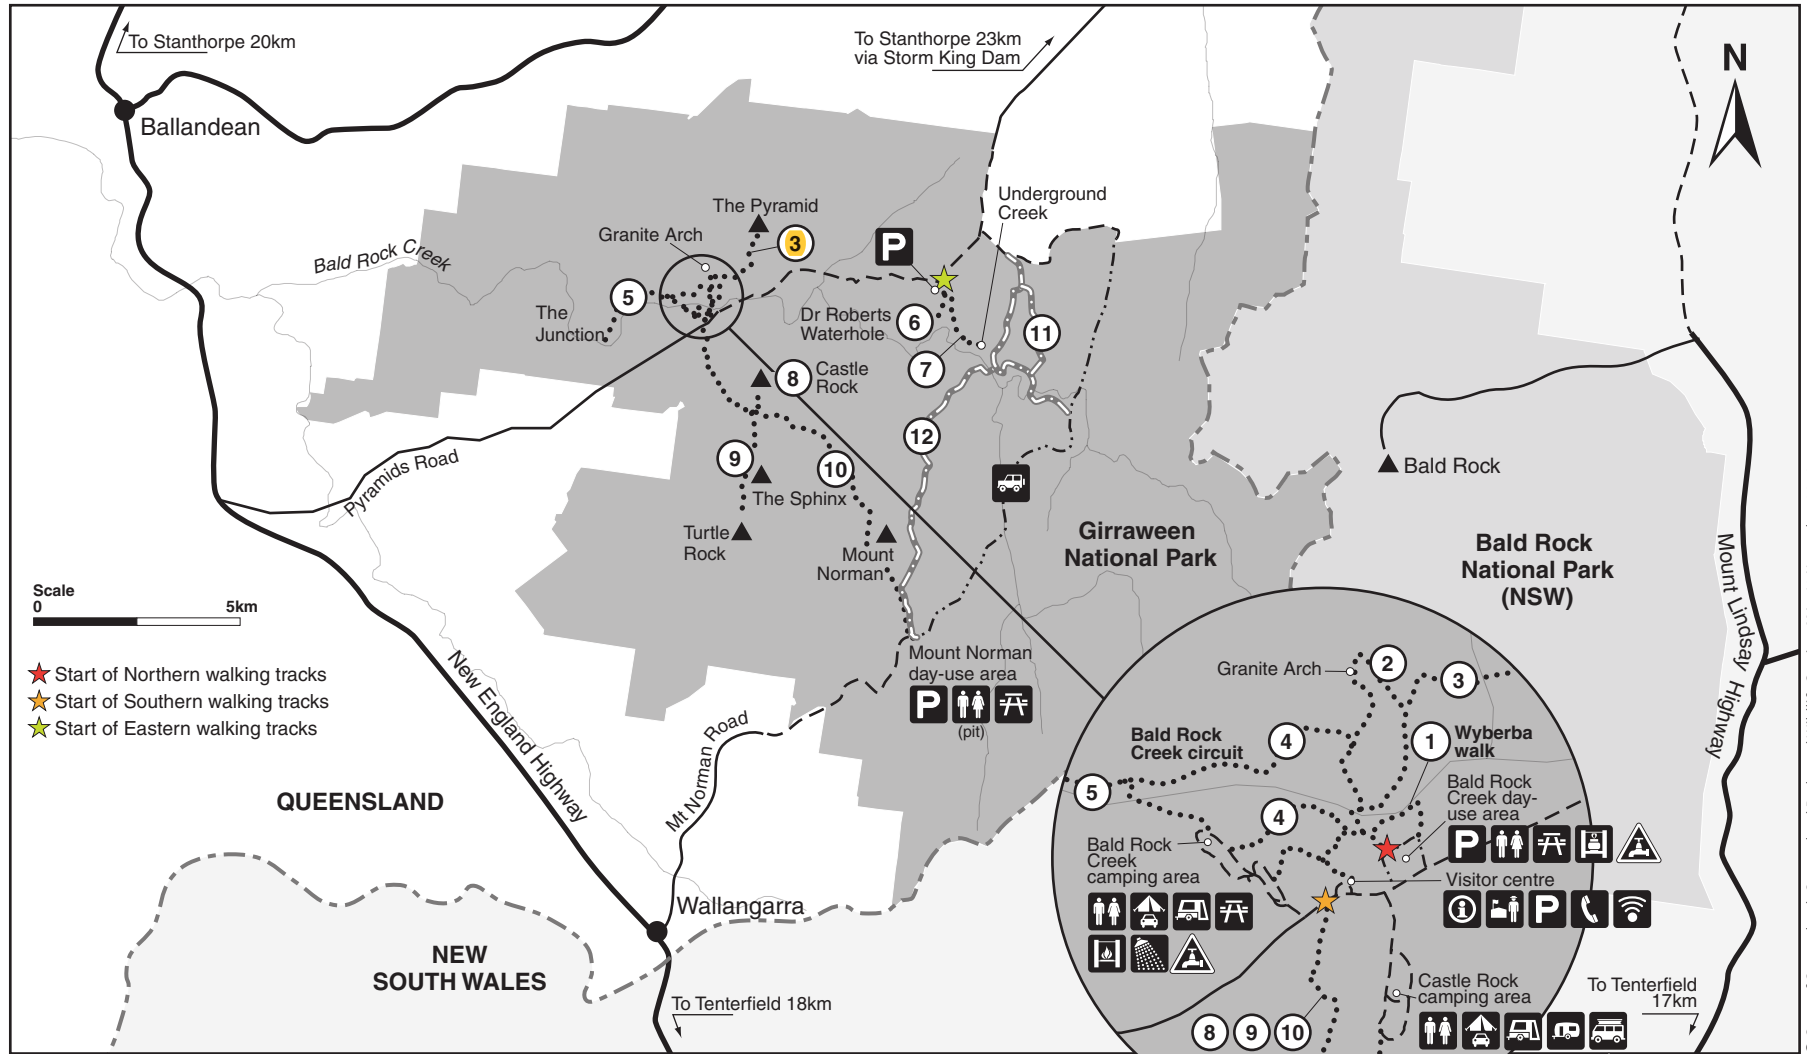 To Stanthorpe 20km
To Stanthorpe 23km
via Storm King Dam
N
Ballandean
Underground
Creek
The Pyramid
3
Granite Arch
P
Bald Rock Creek
5
The
Junction
Dr Roberts
Waterhole
6
11
7
8
Castle
Rock
12
9
10
The Sphinx
Bald Rock
Pyramids Road
Turtle
Rock
Mount
Norman
Girraween
National Park
Bald Rock
National Park
(NSW)
Mount Lindsay Highway
Scale
0
5km
Start of Northern walking tracks
Start of Southern walking tracks
Start of Eastern walking tracks
New England Highway
Mount Norman
day-use area
P
(pit)
Mt Norman Road
QUEENSLAND
Wallangarra
NEW
SOUTH WALES
To Tenterfield 18km
Granite Arch
2
3
Bald Rock
Creek circuit
4
1
Wyberba
walk
5
4
Bald Rock
Creek day-
use area
P
Bald Rock
Creek
camping area
Visitor centre
P
Castle Rock
camping area
8
9
10
To Tenterfield
17km